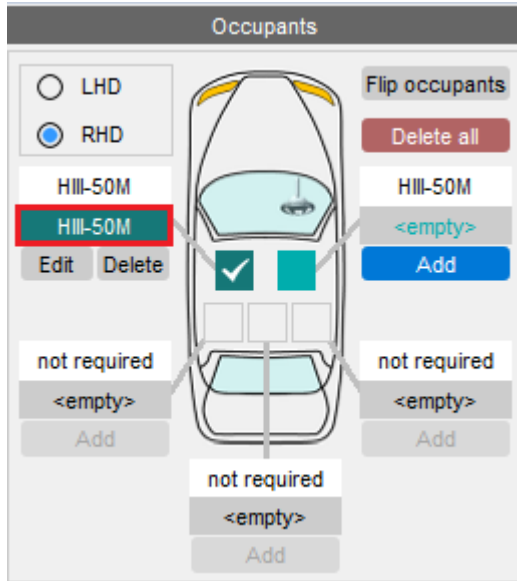 Occupants
LHD
Flip occupants
RHD
Delete all
HIII-50M
HIII-50M
HIII-50M
<empty>
Edit
Delete
Add
not required
not required
<empty>
<empty>
Add
Add
not required
<empty>
Add